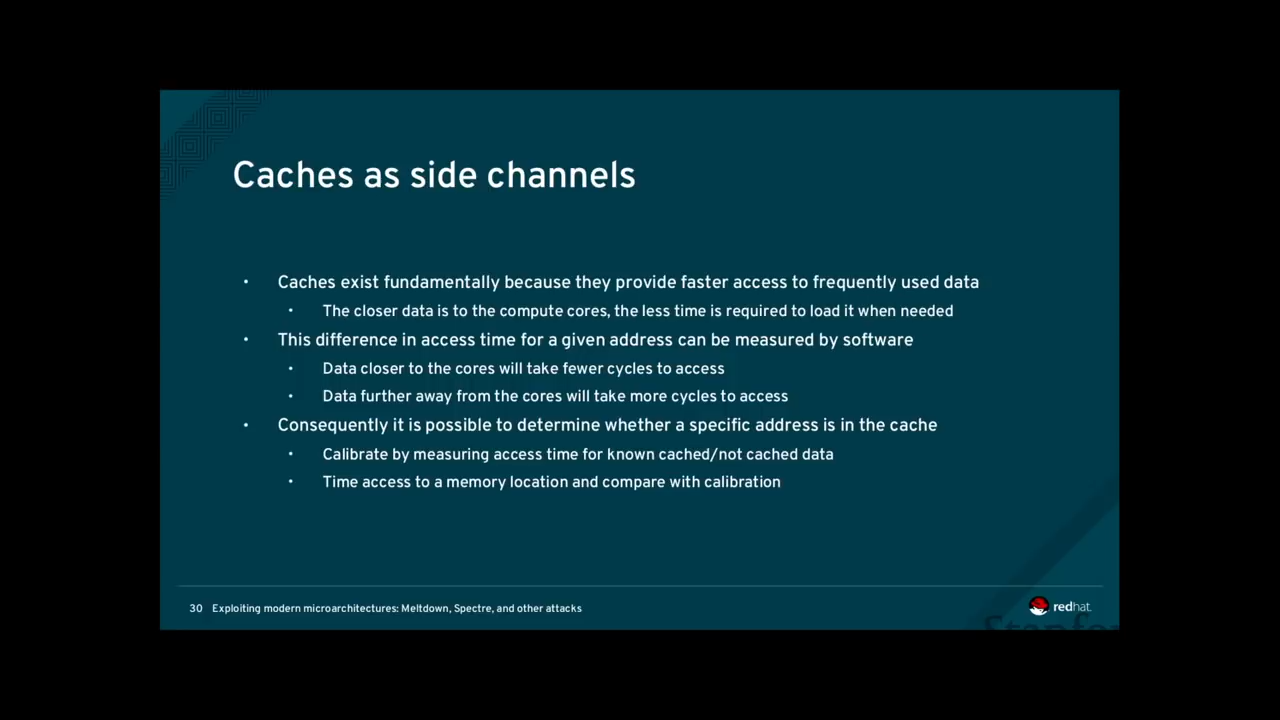 Caches as side channels
• Caches exist fundamentally because they provide faster access to frequently used data
• The closer data is to the compute cores, the less time is required to load it when needed
• This difference in access time for a given address can be measured by software
• Data closer to the cores will take fewer cycles to access
• Data further away from the cores will take more cycles to access
• Consequently it is possible to determine whether a specific address is in the cache
• Calibrate by measuring access time for known cached/not cached data
• Time access to a memory location and compare with calibration
30 Exploiting modern microarchitectures: Meltdown, Spectre, and other attacks
redhat.